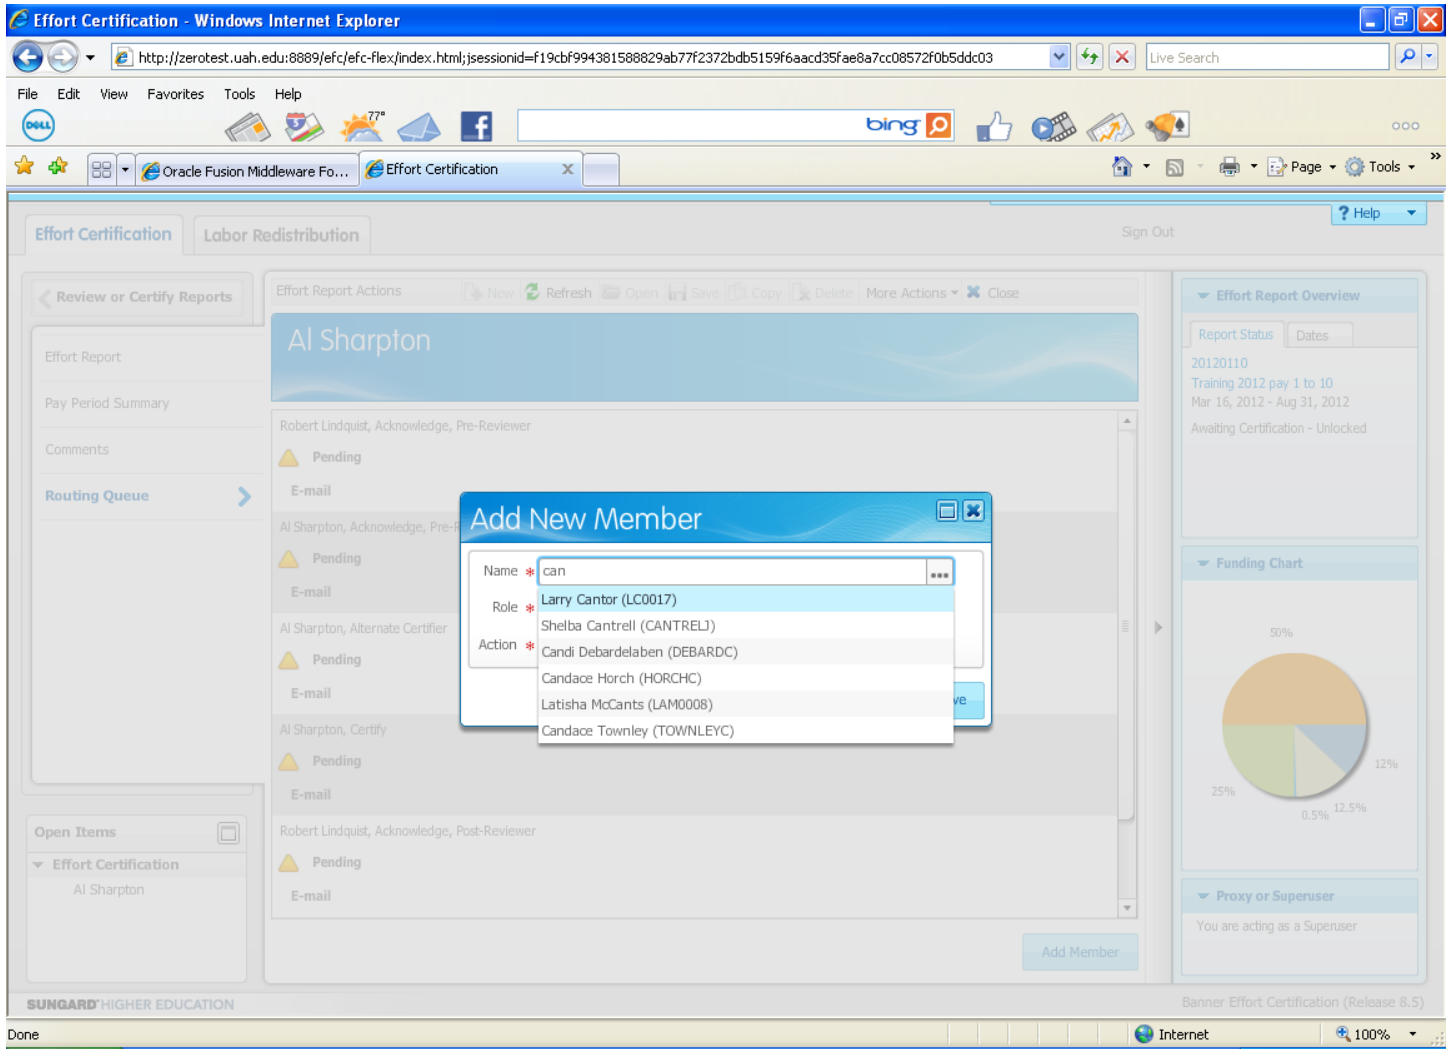 Effort Certification - Windows Internet Explorer
http://zerotest.uah.edu:8889/efc/efc-flex/index.html;jsessionid=f19cbf994381588829ab77f2372bdb5159f6aacd35fae8a7cc08572f0b5ddc03
Live Search
File Edit View Favorites Tools Help
DELL
77°
bing
Oracle Fusion Middleware Fo...
Effort Certification
Page
Tools
Help
Effort Certification
Labor Redistribution
Sign Out
Review or Certify Reports
Effort Report
Pay Period Summary
Comments
Routing Queue
Open Items
Effort Certification
Al Sharpton
Effort Report Actions
New Refresh Open Save Copy Delete More Actions Close
Al Sharpton
Robert Lindquist, Acknowledge, Pre-Reviewer
Pending
E-mail
Al Sharpton, Acknowledge, Pre-R
Pending
E-mail
Al Sharpton, Alternate Certifier
Pending
E-mail
Al Sharpton, Certify
Pending
E-mail
Robert Lindquist, Acknowledge, Post-Reviewer
Pending
E-mail
Add Member
Add New Member
Name * can
Role *
Action *
Larry Cantor (LC0017)
Shelba Cantrell (CANTRELJ)
Candi Debardelaben (DEBARDC)
Candace Horch (HORCHC)
Latisha McCants (LAM0008)
Candace Townley (TOWNLEYC)
ve
Effort Report Overview
Report Status Dates
20120110
Training 2012 pay 1 to 10
Mar 16, 2012 - Aug 31, 2012
Awaiting Certification - Unlocked
Funding Chart
50%
12%
12.5%
0.5%
25%
Proxy or Superuser
You are acting as a Superuser
SUNGARD HIGHER EDUCATION
Banner Effort Certification (Release 8.5)
Done
Internet
100%